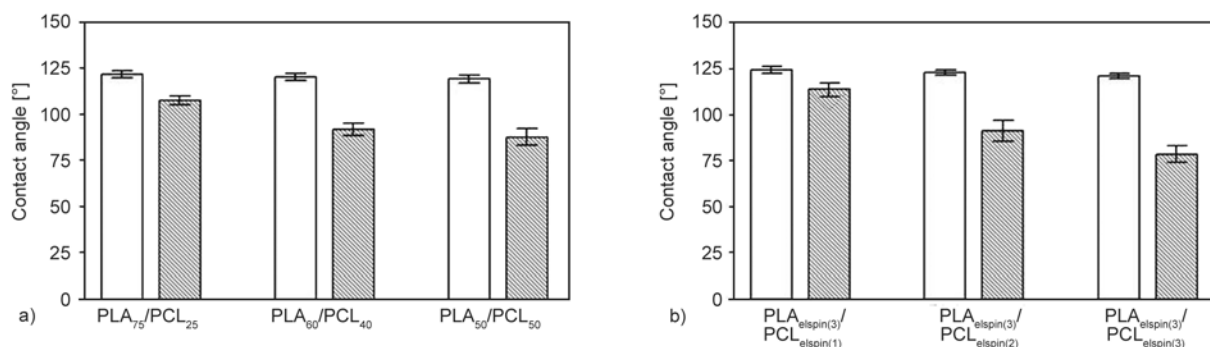 150
125
100
75
50
25
0
Contact angle [°]
a)
PLA₇₅/PCL₂₅
PLA₆₀/PCL₄₀
PLA₅₀/PCL₅₀
150
125
100
75
50
25
0
Contact angle [°]
b)
PLAelspin(3)/
PCLelspin(1)
PLAelspin(3)/
PCLelspin(2)
PLAelspin(3)/
PCLelspin(3)